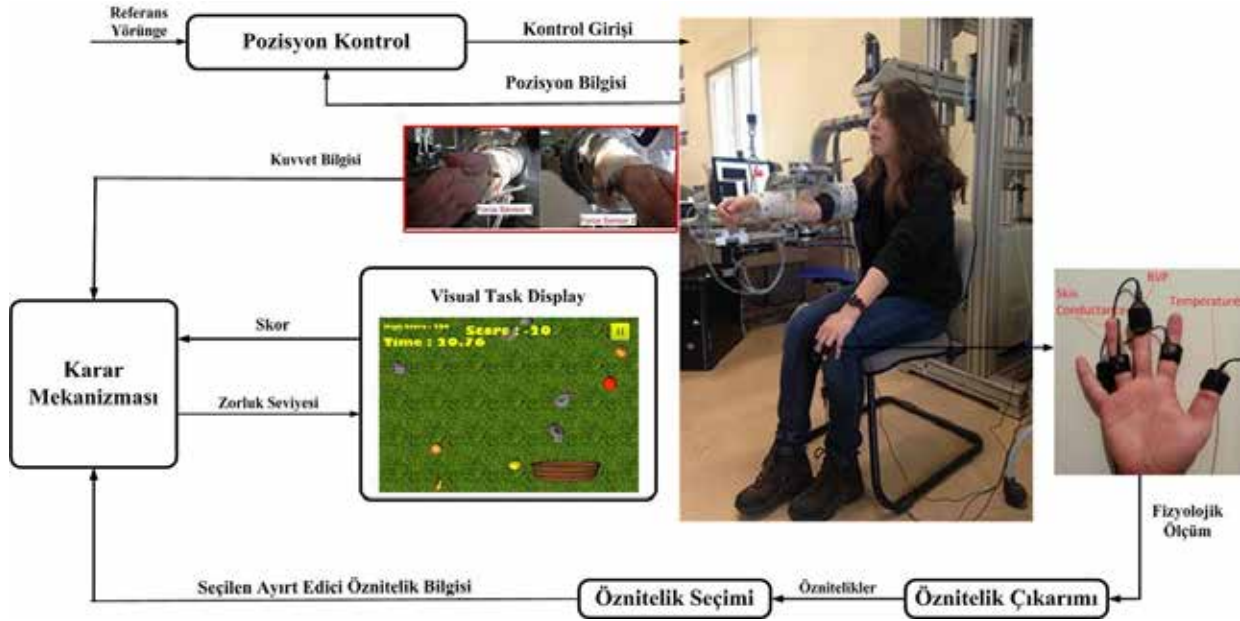 Referans
Yörünge
Pozisyon Kontrol
Kontrol Girişi
Pozisyon Bilgisi
Kuvvet Bilgisi
Force Sensor 1
Force Sensor 2
Visual Task Display
Score : -20
Time : 20.76
Skor
Karar
Mekanizması
Zorluk Seviyesi
BVP
Skin
Conductance
Temperature
Fizyolojik
Ölçüm
Seçilen Ayırt Edici Öznitelik Bilgisi
Öznitelik Seçimi
Öznitelikler
Öznitelik Çıkarımı